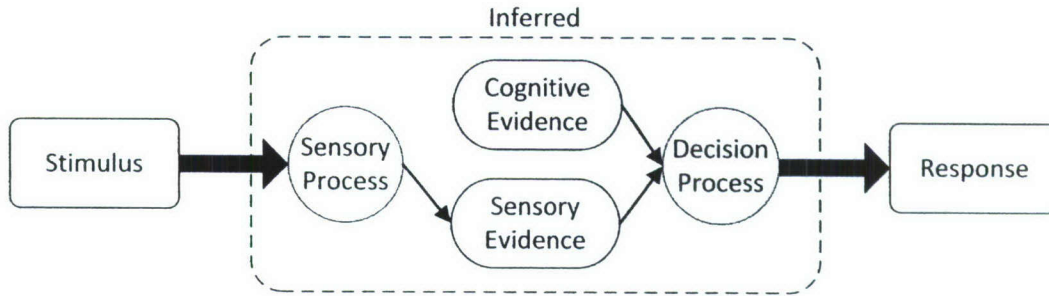 Inferred
Stimulus
Sensory
Process
Cognitive
Evidence
Sensory
Evidence
Decision
Process
Response